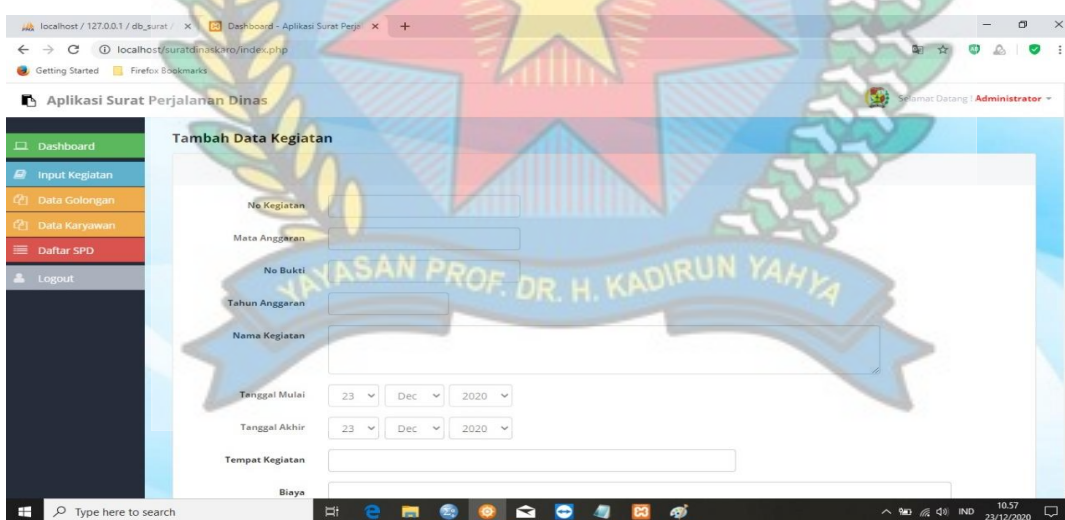 localhost / 127.0.0.1 / db_surat /
Dashboard - Aplikasi Surat Perja
localhost/suratdinaskaro/index.php
Getting Started
Firefox Bookmarks
Aplikasi Surat Perjalanan Dinas
Selamat Datang ! Administrator
Tambah Data Kegiatan
Dashboard
Input Kegiatan
Data Golongan
Data Karyawan
Daftar SPD
Logout
No Kegiatan
Mata Anggaran
No Bukti
Tahun Anggaran
Nama Kegiatan
Tanggal Mulai 23 Dec 2020
Tanggal Akhir 23 Dec 2020
Tempat Kegiatan
Biaya
YAYASAN PROF. DR. H. KADIRUN YAHYA
Type here to search
IND
10.57
23/12/2020